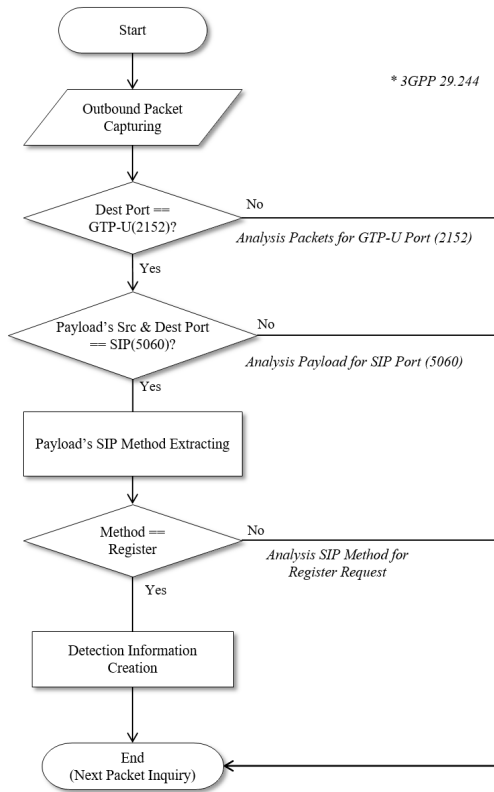 Start
* 3GPP 29.244
Outbound Packet
Capturing
Dest Port ==
GTP-U(2152)?
No
Analysis Packets for GTP-U Port (2152)
Yes
Payload's Src & Dest Port
== SIP(5060)?
No
Analysis Payload for SIP Port (5060)
Yes
Payload's SIP Method Extracting
Method ==
Register
No
Analysis SIP Method for
Register Request
Yes
Detection Information
Creation
End
(Next Packet Inquiry)